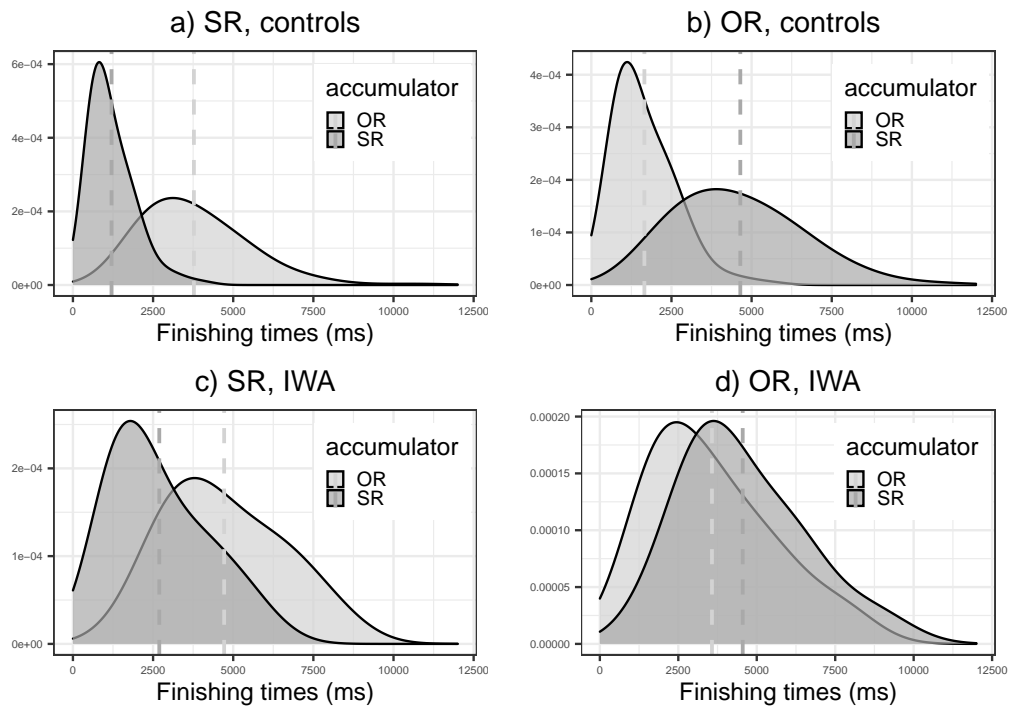 a) SR, controls
6e−04
4e−04
2e−04
0e+00
accumulator
OR
SR
0 2500 5000 7500 10000 12500
Finishing times (ms)
b) OR, controls
4e−04
3e−04
2e−04
1e−04
0e+00
accumulator
OR
SR
0 2500 5000 7500 10000 12500
Finishing times (ms)
c) SR, IWA
2e−04
1e−04
0e+00
accumulator
OR
SR
0 2500 5000 7500 10000 12500
Finishing times (ms)
d) OR, IWA
0.00020
0.00015
0.00010
0.00005
0.00000
accumulator
OR
SR
0 2500 5000 7500 10000 12500
Finishing times (ms)